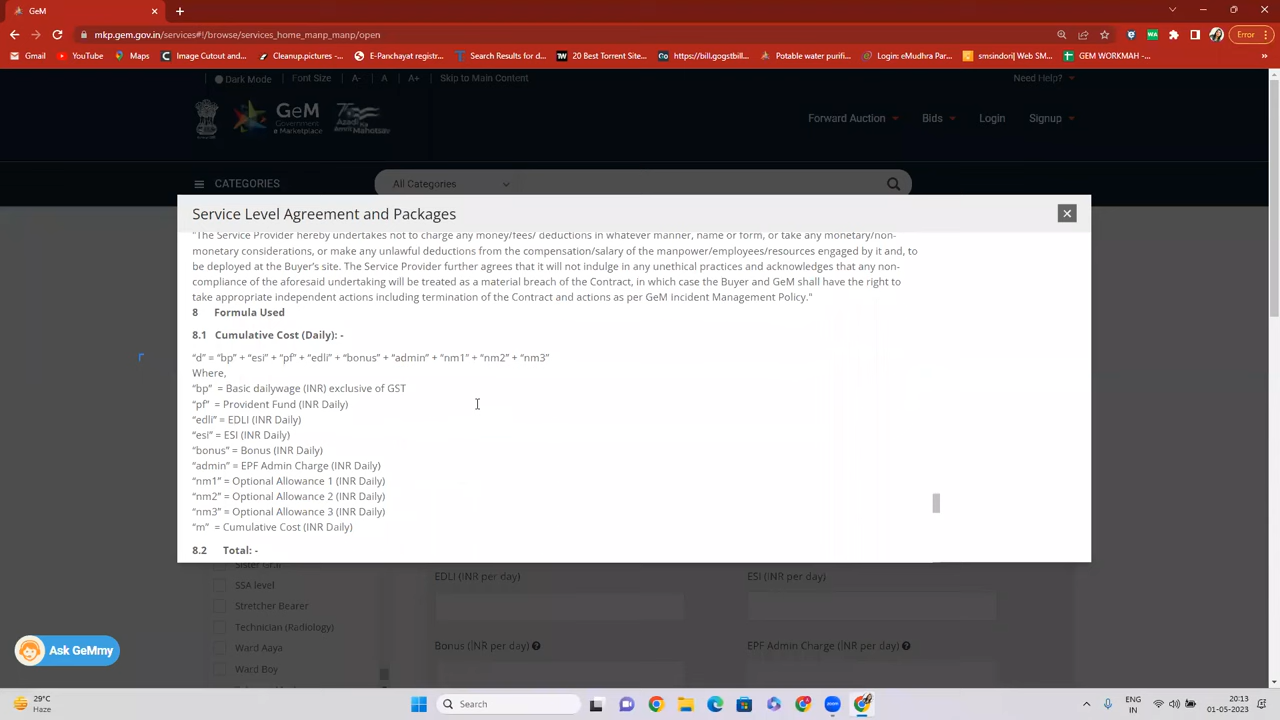 GeM
mkp.gem.gov.in/services#!/browse/services_home_manp_manp/open
Error
Gmail
YouTube
Maps
Image Cutout and...
Cleanup.pictures -...
E-Panchayat registr...
Search Results for d...
20 Best Torrent Site...
https://bill.gogstbill...
Potable water purifi...
Login: eMudhra Par...
smsindori Web SM...
GEM WORKMAH -...
Dark Mode
Font Size
A-
A
A+
Skip to Main Content
Need Help?
GeM
Government
e Marketplace
Azadi
Amrit Mahotsav
Forward Auction
Bids
Login
Signup
CATEGORIES
All Categories
Service Level Agreement and Packages
"The Service Provider hereby undertakes not to charge any money/fees/ deductions in whatever manner, name or form, or take any monetary/non-
monetary considerations, or make any unlawful deductions from the compensation/salary of the manpower/employees/resources engaged by it and, to
be deployed at the Buyer's site. The Service Provider further agrees that it will not indulge in any unethical practices and acknowledges that any non-
compliance of the aforesaid undertaking will be treated as a material breach of the Contract, in which case the Buyer and GeM shall have the right to
take appropriate independent actions including termination of the Contract and actions as per GeM Incident Management Policy."
8 Formula Used
8.1 Cumulative Cost (Daily): -
"d" = "bp" + "esi" + "pf" + "edli" + "bonus" + "admin" + "nm1" + "nm2" + "nm3"
Where,
"bp" = Basic dailywage (INR) exclusive of GST
"pf" = Provident Fund (INR Daily)
"edli" = EDLI (INR Daily)
"esi" = ESI (INR Daily)
"bonus" = Bonus (INR Daily)
"admin" = EPF Admin Charge (INR Daily)
"nm1" = Optional Allowance 1 (INR Daily)
"nm2" = Optional Allowance 2 (INR Daily)
"nm3" = Optional Allowance 3 (INR Daily)
"m" = Cumulative Cost (INR Daily)
8.2 Total: -
Sister Gr.II
SSA level
Stretcher Bearer
Technician (Radiology)
Ward Aaya
Ward Boy
EDLI (INR per day)
ESI (INR per day)
Bonus (INR per day)
EPF Admin Charge (INR per day)
Ask GeMmy
29°C
Haze
Search
ENG
IN
20:13
01-05-2023